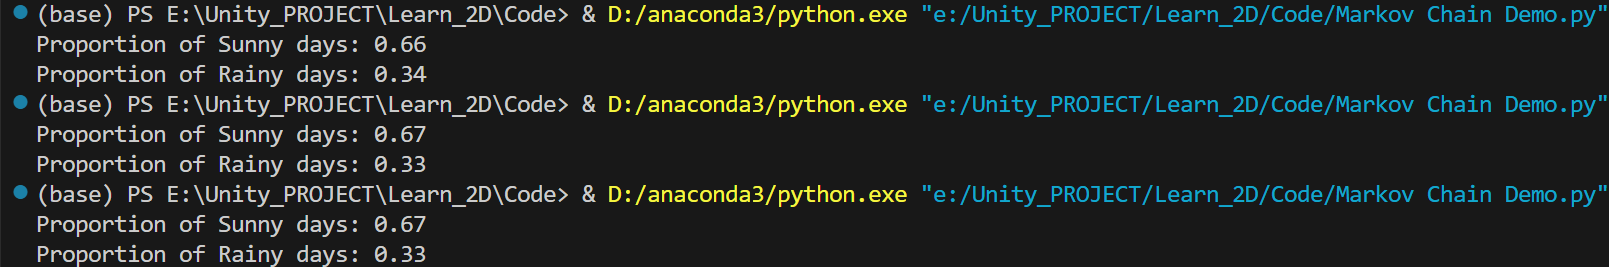 (base) PS E:\Unity_PROJECT\Learn_2D\Code> & D:/anaconda3/python.exe "e:/Unity_PROJECT/Learn_2D/Code/Markov Chain Demo.py"
Proportion of Sunny days: 0.66
Proportion of Rainy days: 0.34
(base) PS E:\Unity_PROJECT\Learn_2D\Code> & D:/anaconda3/python.exe "e:/Unity_PROJECT/Learn_2D/Code/Markov Chain Demo.py"
Proportion of Sunny days: 0.67
Proportion of Rainy days: 0.33
(base) PS E:\Unity_PROJECT\Learn_2D\Code> & D:/anaconda3/python.exe "e:/Unity_PROJECT/Learn_2D/Code/Markov Chain Demo.py"
Proportion of Sunny days: 0.67
Proportion of Rainy days: 0.33